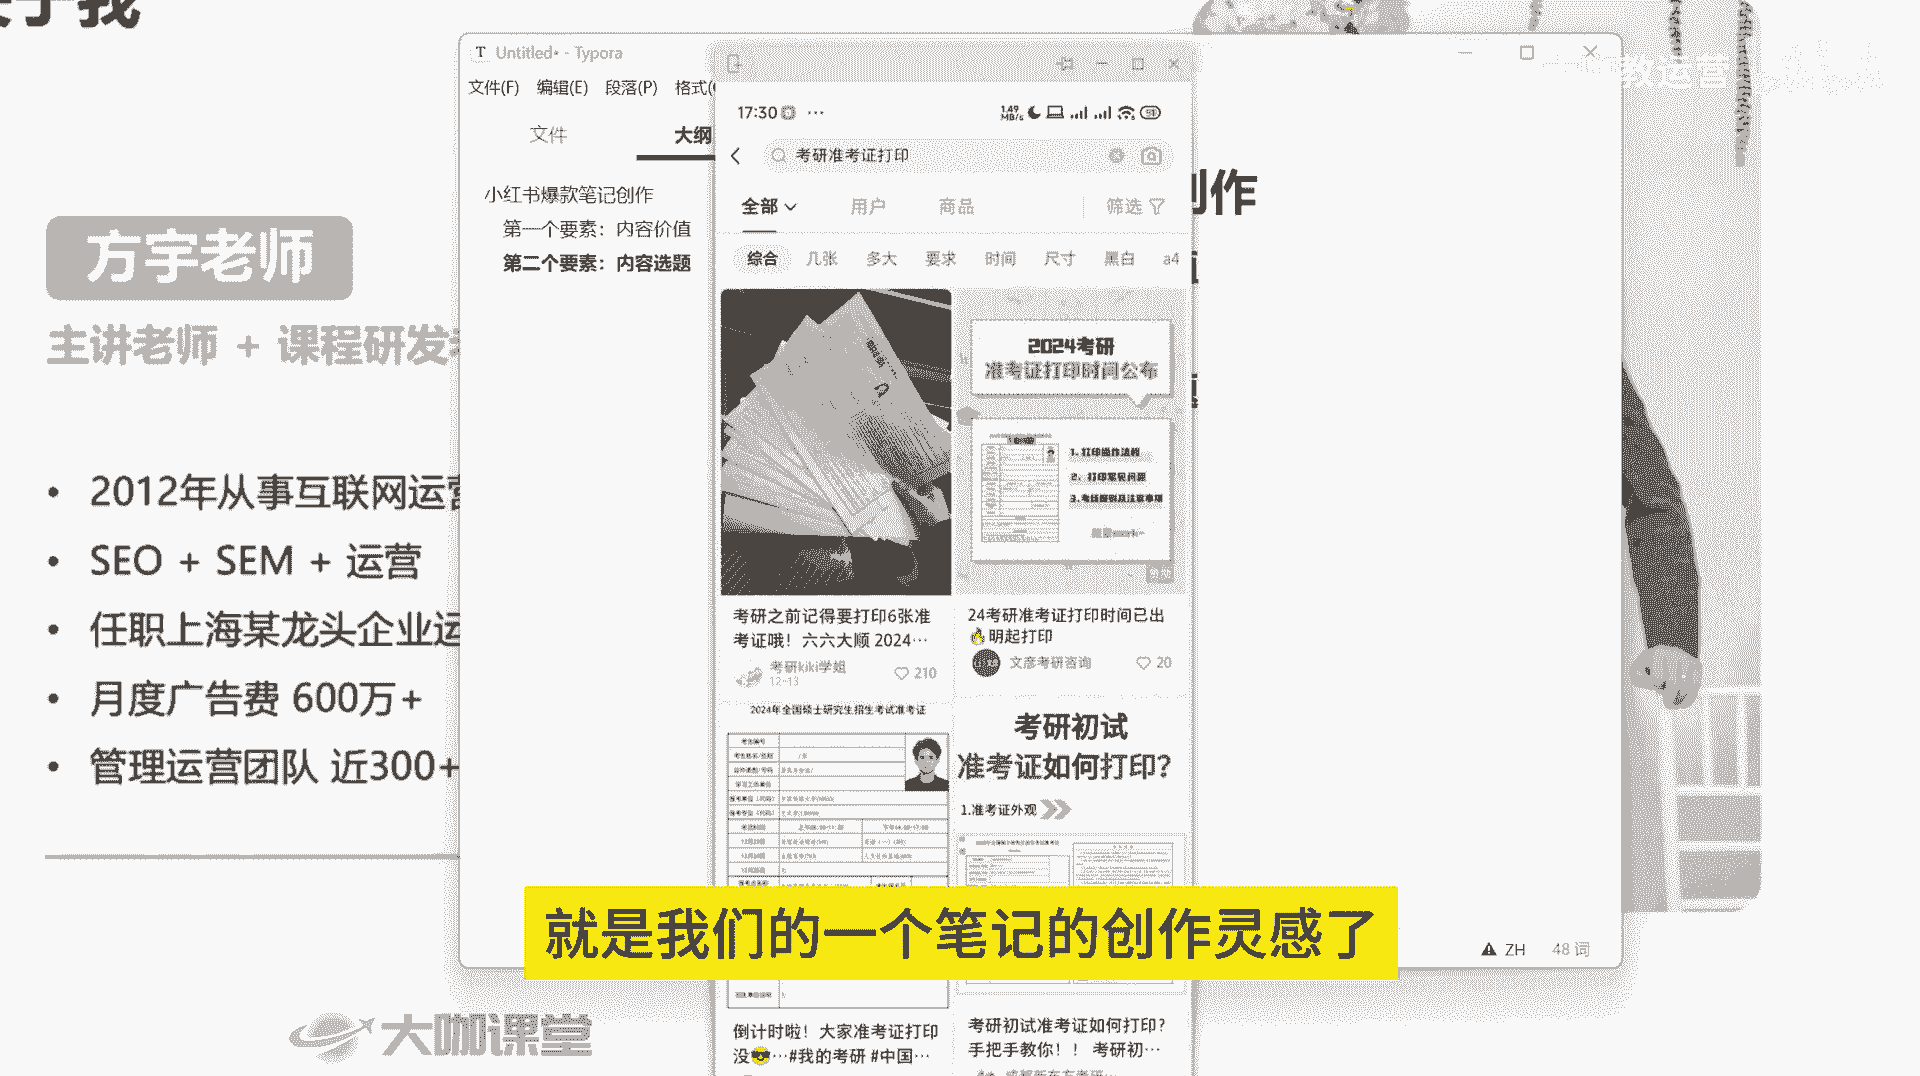 于我
方宇老师
主讲老师 + 课程研发
2012年从事互联网运营
SEO + SEM + 运营
任职上海某龙头企业运
月度广告费 600万+
管理运营团队 近300+
大咖课堂
T Untitled• - Typora
文件(F) 编辑(E) 段落(P) 格式(
文件 大纲
小红书爆款笔记创作
第一个要素：内容价值
第二个要素：内容选题
创作
教运营
17:30
1.49 MB/s
考研准考证打印
全部 用户 商品 筛选
综合 几张 多大 要求 时间 尺寸 黑白 a4
2024考研
准考证打印时间公布
1、打印操作流程
2、打印常见问题
3、考场规则及注意事项
考研之前记得要打印6张准
考证哦！六六大顺 2024…
考研kiki学姐
12-13
210
24考研准考证打印时间已出
🔥明起打印
文彦考研咨询
20
2024年全国硕士研究生招生考试准考证
考研初试
准考证如何打印？
1.准考证外观
就是我们的一个笔记的创作灵感了
倒计时啦！大家准考证打印
没😎…#我的考研 #中国…
考研初试准考证如何打印？
手把手教你！！ 考研初…
ZH 48 词